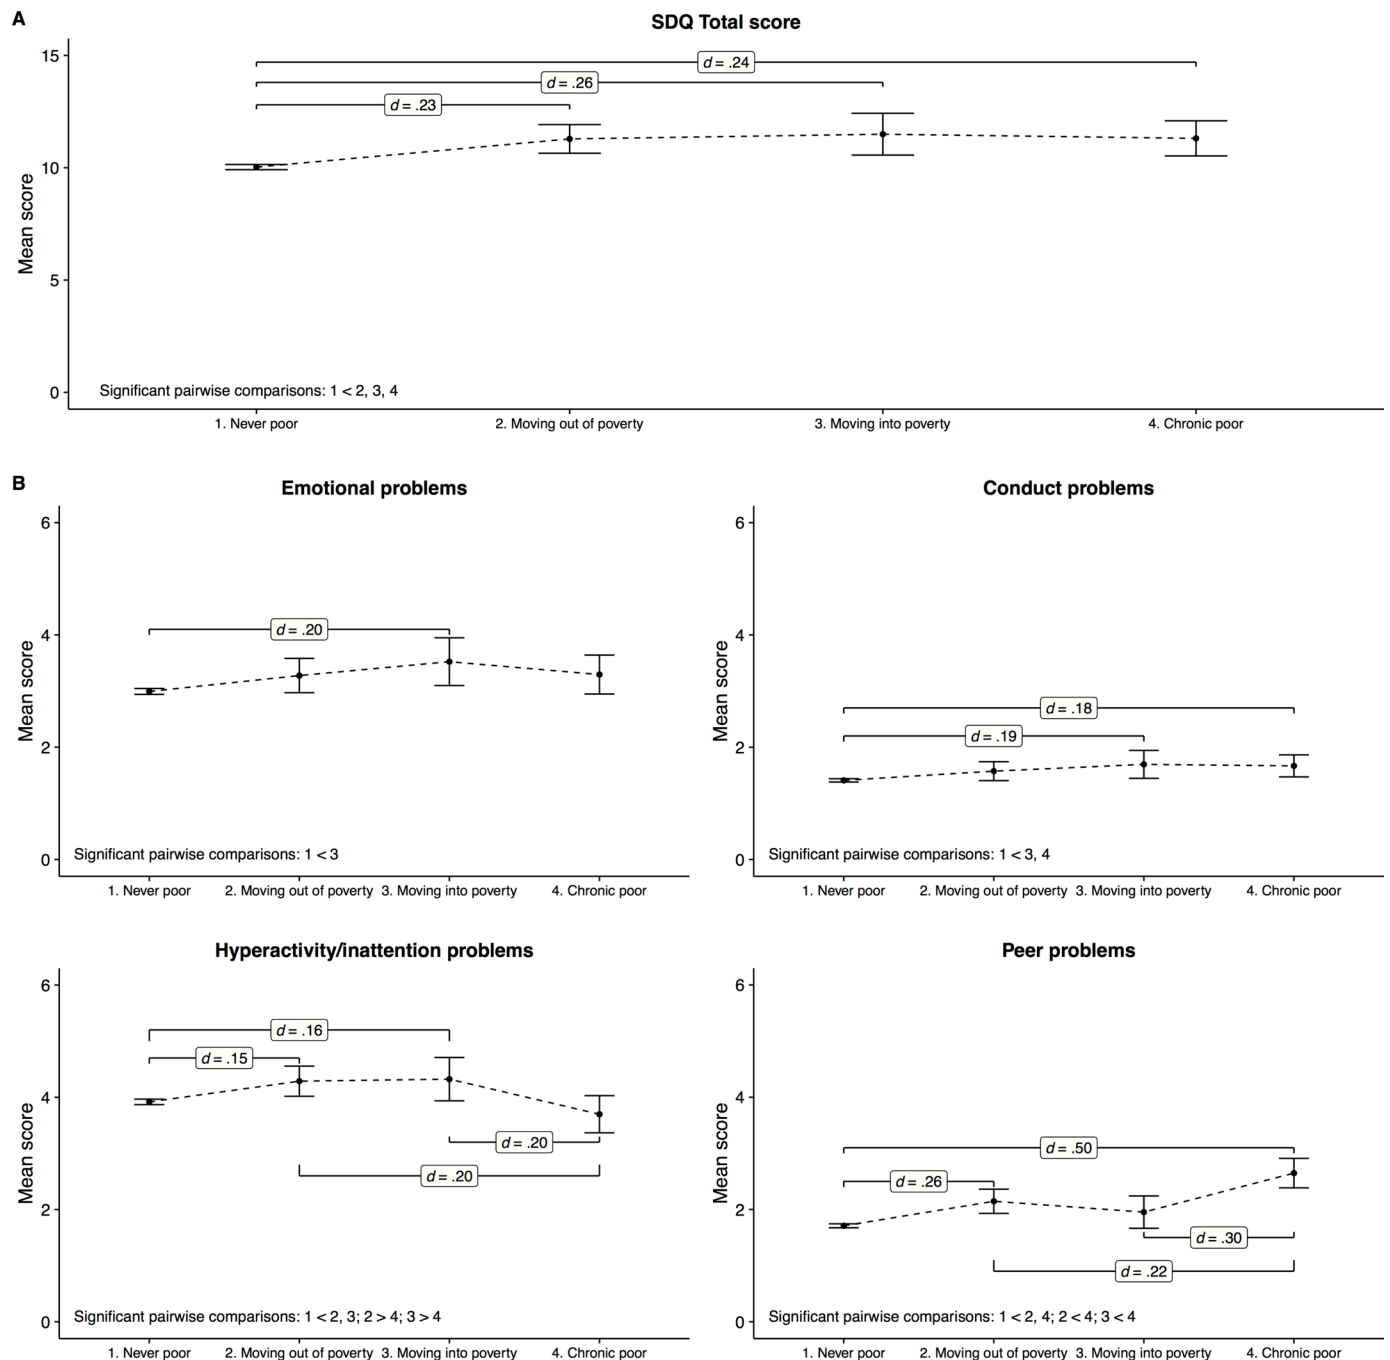 A
SDQ Total score
Mean score
15
10
5
0
d = .24
d = .26
d = .23
Significant pairwise comparisons: 1 < 2, 3, 4
1. Never poor
2. Moving out of poverty
3. Moving into poverty
4. Chronic poor
B
Emotional problems
Mean score
6
4
2
0
d = .20
Significant pairwise comparisons: 1 < 3
1. Never poor
2. Moving out of poverty
3. Moving into poverty
4. Chronic poor
Conduct problems
Mean score
6
4
2
0
d = .18
d = .19
Significant pairwise comparisons: 1 < 3, 4
1. Never poor
2. Moving out of poverty
3. Moving into poverty
4. Chronic poor
Hyperactivity/inattention problems
Mean score
6
4
2
0
d = .16
d = .15
d = .20
d = .20
Significant pairwise comparisons: 1 < 2, 3; 2 > 4; 3 > 4
1. Never poor
2. Moving out of poverty
3. Moving into poverty
4. Chronic poor
Peer problems
Mean score
6
4
2
0
d = .50
d = .26
d = .30
d = .22
Significant pairwise comparisons: 1 < 2, 4; 2 < 4; 3 < 4
1. Never poor
2. Moving out of poverty
3. Moving into poverty
4. Chronic poor